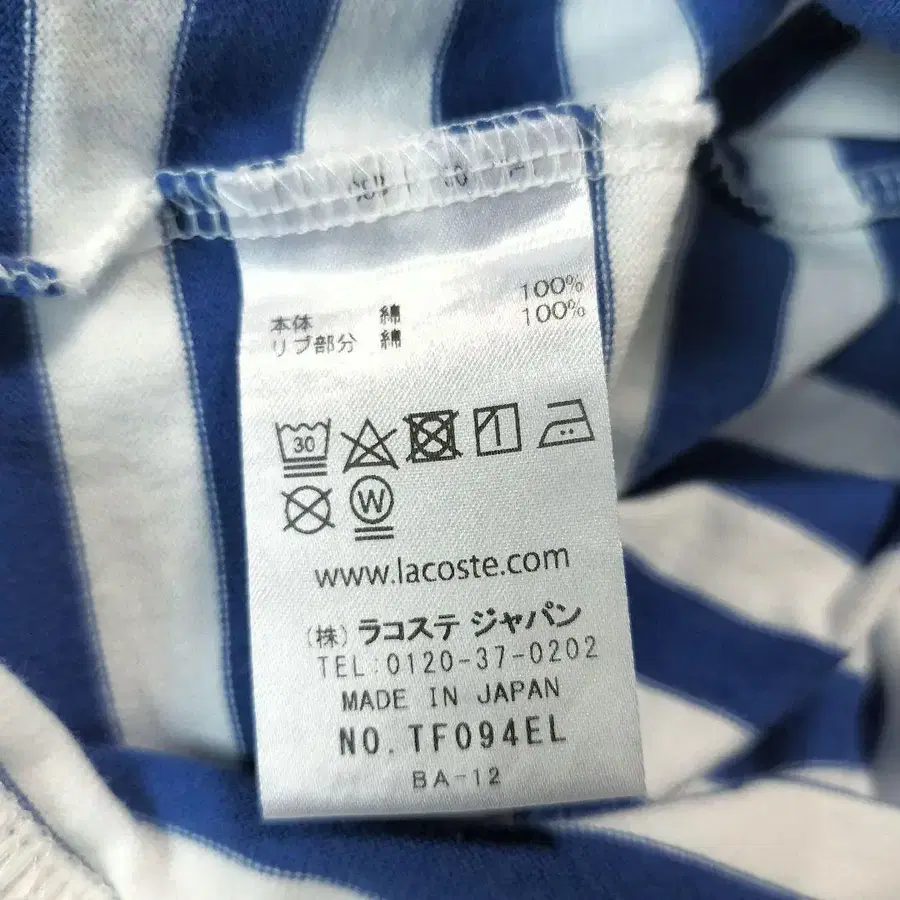 本体 綿 100%
リブ部分 綿 100%
30
W
www.lacoste.com
(株) ラコステ ジャパン
TEL:0120-37-0202
MADE IN JAPAN
NO. TF094EL
BA-12